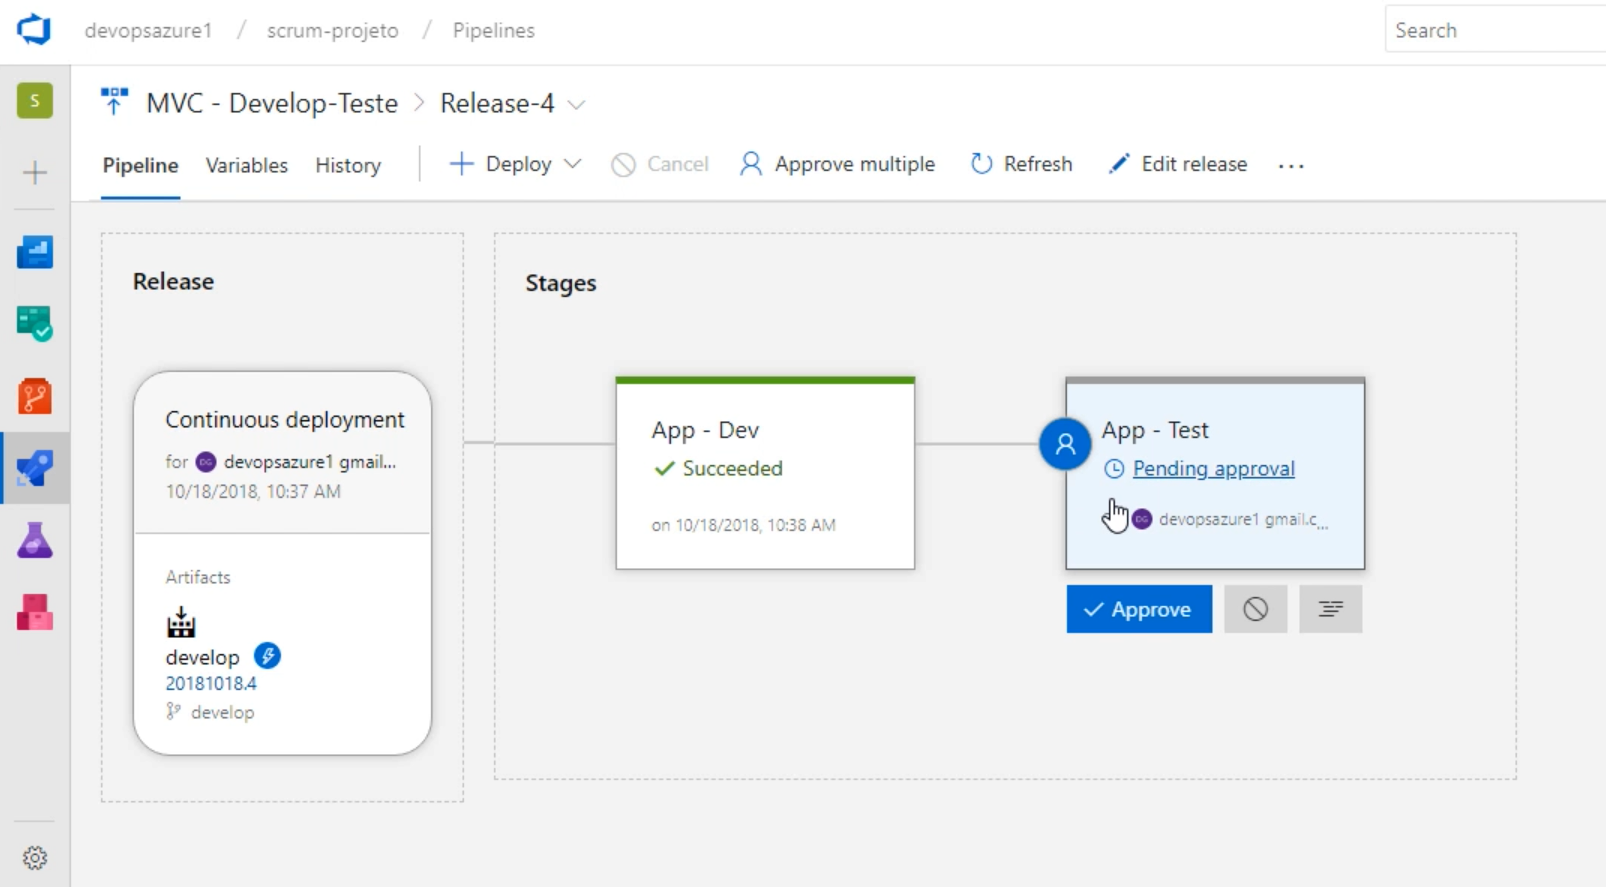 devopsazure1 / scrum-projeto / Pipelines
Search
S
MVC - Develop-Teste > Release-4
Pipeline Variables History Deploy Cancel Approve multiple Refresh Edit release ...
Release
Stages
Continuous deployment
for DG devopsazure1 gmail...
10/18/2018, 10:37 AM
Artifacts
develop
20181018.4
develop
App - Dev
Succeeded
on 10/18/2018, 10:38 AM
App - Test
Pending approval
DG devopsazure1 gmail.c...
Approve